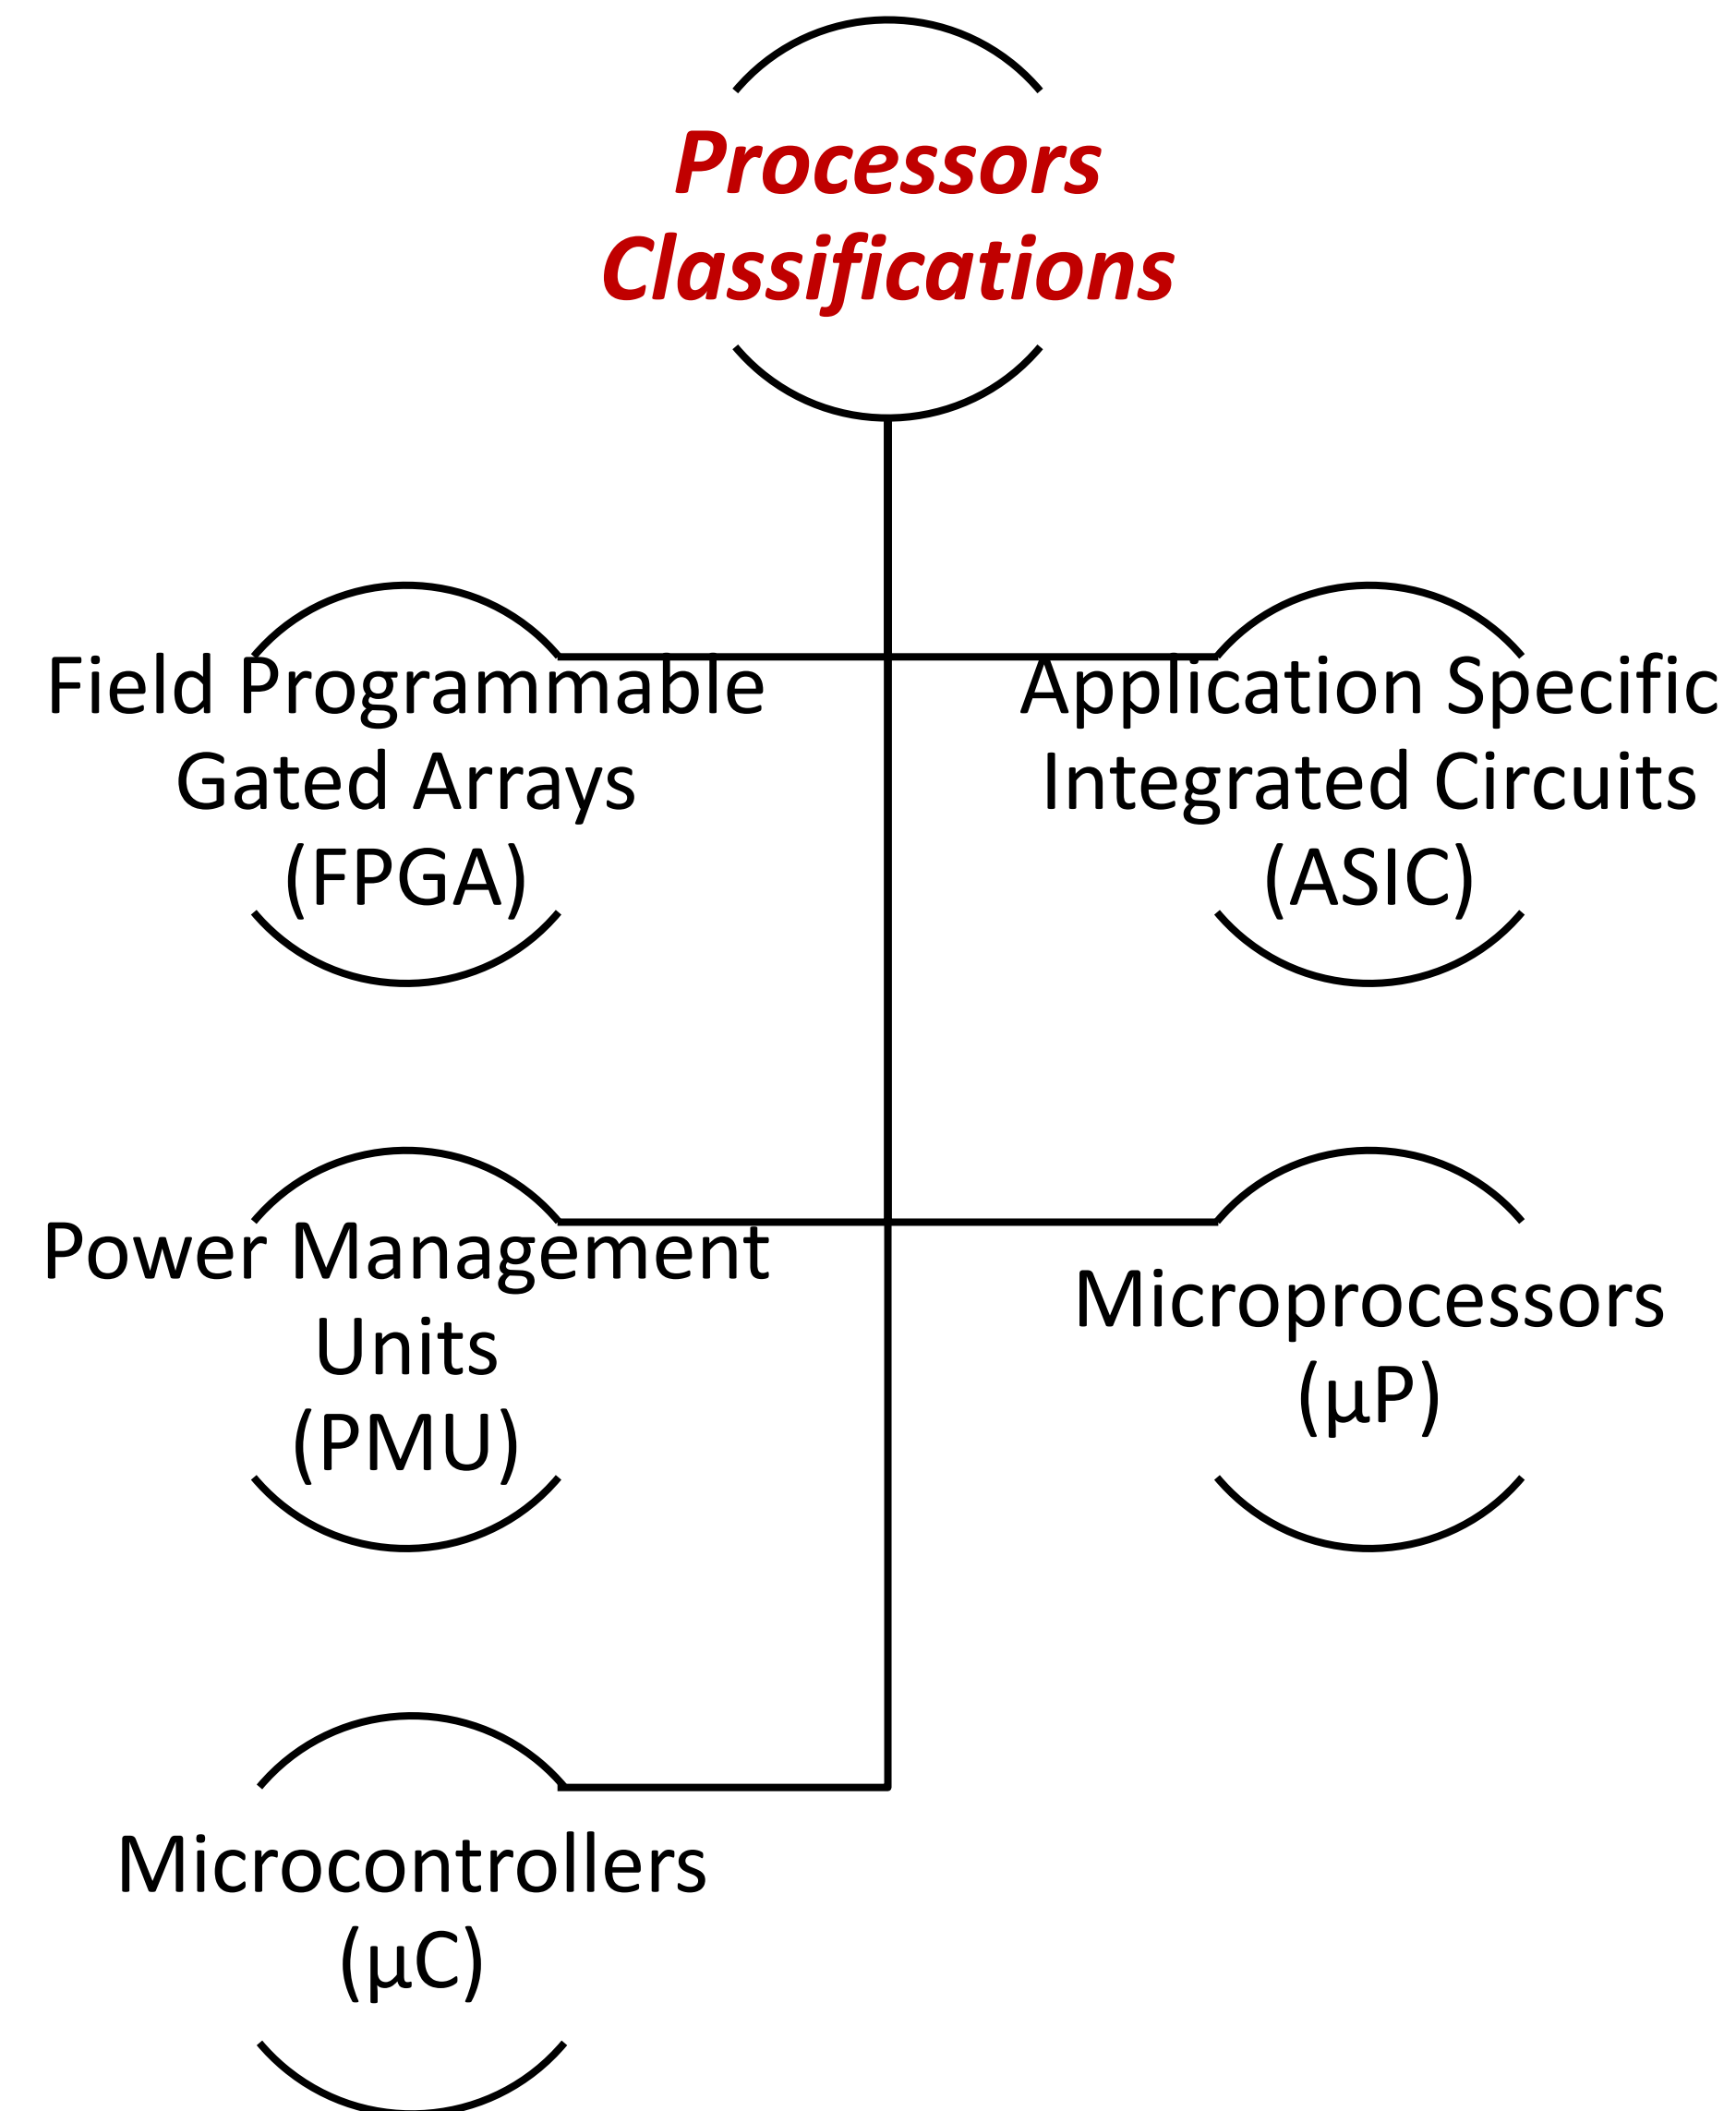 Processors
Classifications
Field Programmable
Gated Arrays
(FPGA)
Application Specific
Integrated Circuits
(ASIC)
Power Management
Units
(PMU)
Microprocessors
(µP)
Microcontrollers
(µC)